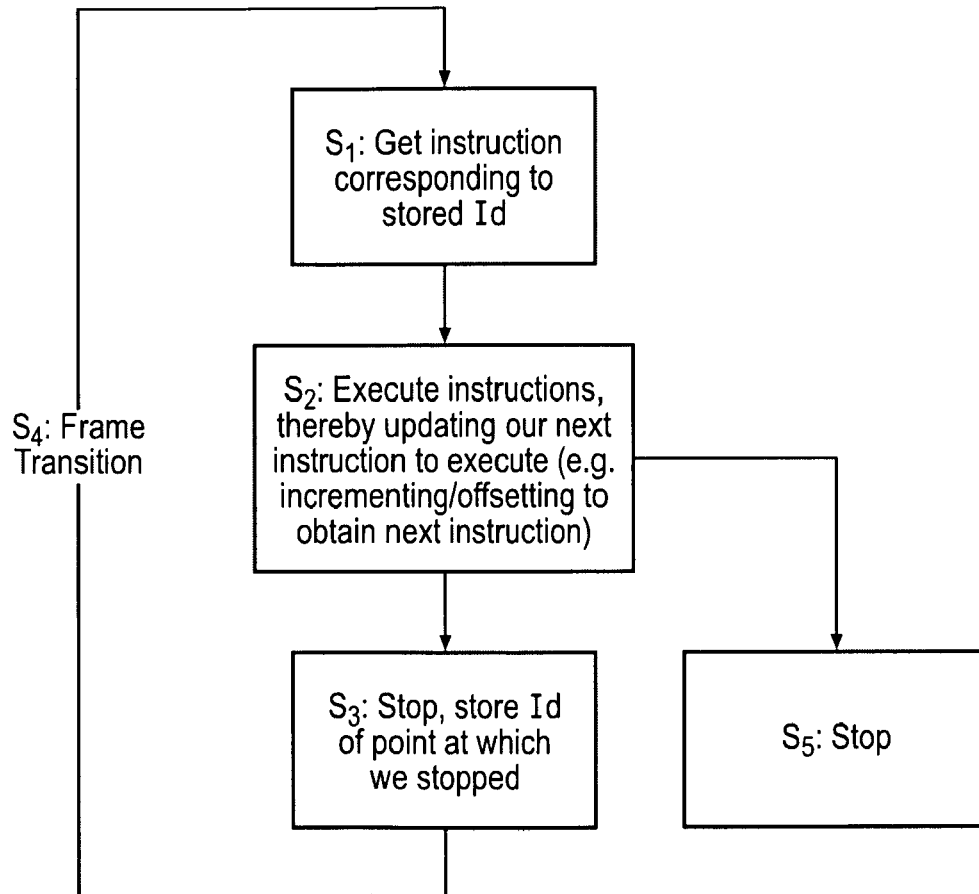 S1: Get instruction
corresponding to
stored Id
S2: Execute instructions,
thereby updating our next
instruction to execute (e.g.
incrementing/offsetting to
obtain next instruction)
S4: Frame
Transition
S3: Stop, store Id
of point at which
we stopped
S5: Stop